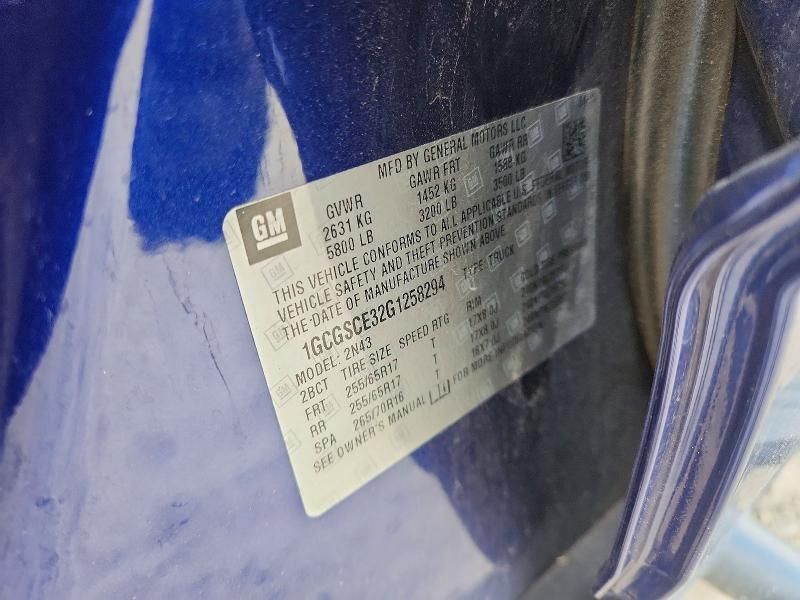 GM
MFD BY GENERAL MOTORS LLC
GVWR GAWR FRT GAWR RR
2631 KG 1452 KG 1588 KG
5800 LB 3200 LB 3500 LB
THIS VEHICLE CONFORMS TO ALL APPLICABLE U.S. FEDERAL
VEHICLE SAFETY AND THEFT PREVENTION STANDARDS IN EFFECT ON
THE DATE OF MANUFACTURE SHOWN ABOVE
1GCGSCE32G1258294 TYPE: TRUCK
MODEL: 2N43
2BCT TIRE SIZE SPEED RTG RIM COLD
FRT 255/65R17 T 17X8.0J
RR 255/65R17 T 17X8.0J
SPA 265/70R16 T 16X7.0J
SEE OWNER'S MANUAL FOR MORE INFORMATION